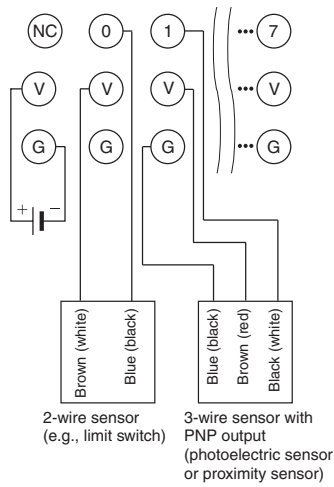 NC 0 1 ••• 7
V V V ••• V
G G G ••• G
+ −
Brown (white)
Blue (black)
Blue (black)
Brown (red)
Black (white)
2-wire sensor
(e.g., limit switch)
3-wire sensor with
PNP output
(photoelectric sensor
or proximity sensor)